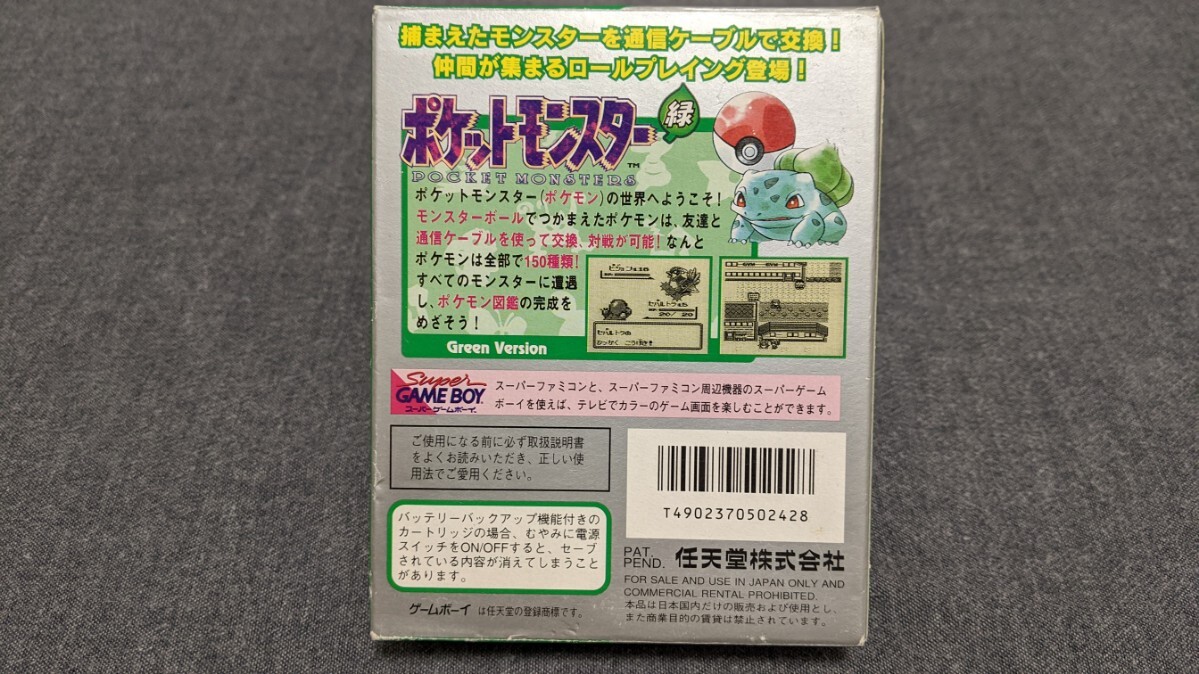 捕まえたモンスターを通信ケーブルで交換！
仲間が集まるロールプレイング登場！
ポケットモンスター 緑
TM
POCKET MONSTERS
ポケットモンスター(ポケモン)の世界へようこそ！
モンスターボールでつかまえたポケモンは、友達と
通信ケーブルを使って交換、対戦が可能！なんと
ポケモンは全部で150種類！
すべてのモンスターに遭遇
し、ポケモン図鑑の完成を
めざそう！
20/ 20
Green Version
Super
GAME BOY
スーパーゲームボーイ
スーパーファミコンと、スーパーファミコン周辺機器のスーパーゲーム
ボーイを使えば、テレビでカラーのゲーム画面を楽しむことができます。
ご使用になる前に必ず取扱説明書
をよくお読みいただき、正しい使
用法でご愛用ください。
バッテリーバックアップ機能付きの
カートリッジの場合、むやみに電源
スイッチをON/OFFすると、セーブ
されている内容が消えてしまうこと
があります。
ゲームボーイ は任天堂の登録商標です。
T4902370502428
PAT.
PEND. 任天堂株式会社
FOR SALE AND USE IN JAPAN ONLY AND
COMMERCIAL RENTAL PROHIBITED.
本品は日本国内だけの販売および使用とし、
また商業目的の賃貸は禁止されています。